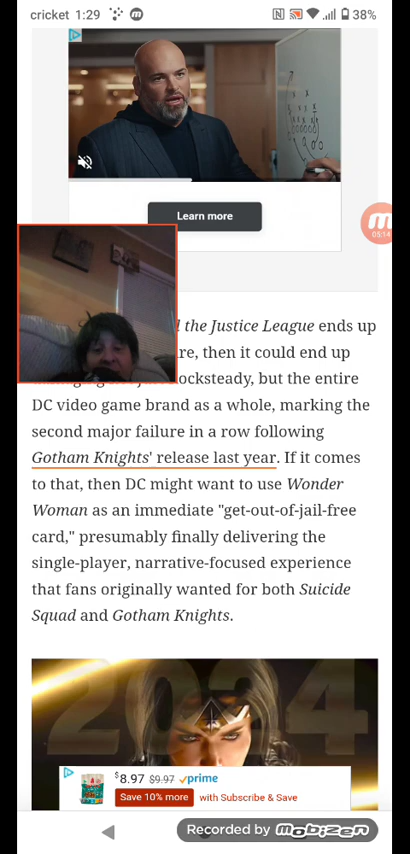 cricket 1:29 38%
Learn more
05:14
the Justice League ends up
re, then it could end up
ocksteady, but the entire
DC video game brand as a whole, marking the
second major failure in a row following
Gotham Knights' release last year. If it comes
to that, then DC might want to use Wonder
Woman as an immediate "get-out-of-jail-free
card," presumably finally delivering the
single-player, narrative-focused experience
that fans originally wanted for both Suicide
Squad and Gotham Knights.
2024
$8.97 $9.97 prime
Save 10% more with Subscribe & Save
Recorded by mobizen